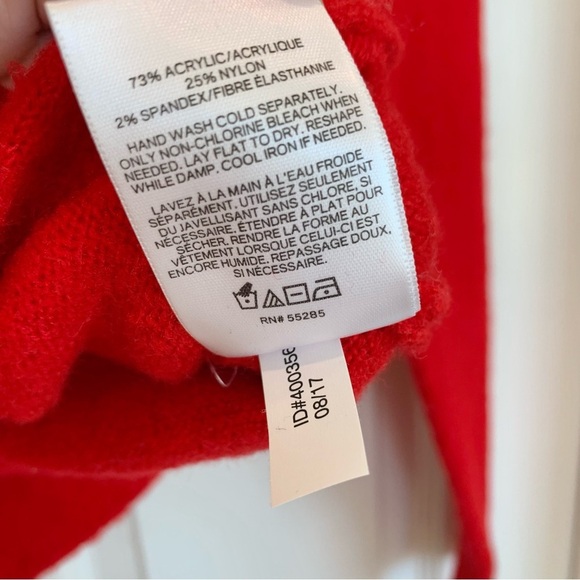 73% ACRYLIC/ACRYLIQUE
25% NYLON
2% SPANDEX/FIBRE ÉLASTHANNE
HAND WASH COLD SEPARATELY.
ONLY NON-CHLORINE BLEACH WHEN
NEEDED. LAY FLAT TO DRY. RESHAPE
WHILE DAMP. COOL IRON IF NEEDED.
LAVEZ À LA MAIN À L'EAU FROIDE
SÉPARÉMENT. UTILISEZ SEULEMENT
DU JAVELLISANT SANS CHLORE, SI
NECESSAIRE. ÉTENDRE À PLAT POUR
SÉCHER. RENDRE LA FORME AU
VÊTEMENT LORSQUE CELUI-CI EST
ENCORE HUMIDE. REPASSAGE DOUX,
SI NÉCESSAIRE.
RN# 55285
ID#400356
08/17